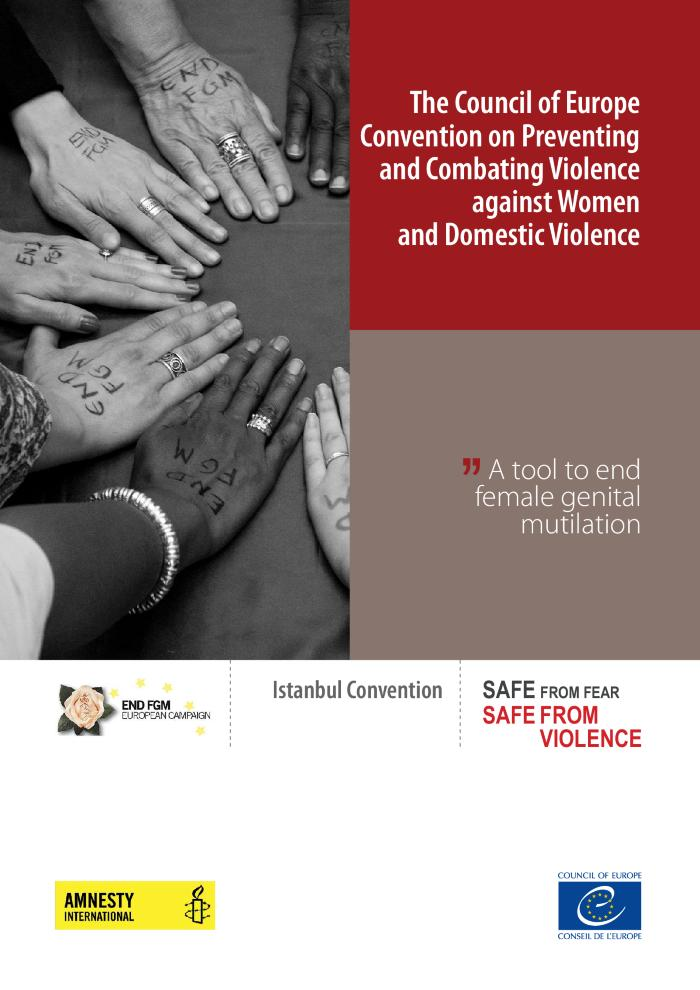 END
FGM
END
FGM
END
FGM
END
FGM
END
FGM
The Council of Europe
Convention on Preventing
and Combating Violence
against Women
and Domestic Violence
” A tool to end
female genital
mutilation
END FGM
EUROPEAN CAMPAIGN
Istanbul Convention
SAFE FROM FEAR
SAFE FROM
VIOLENCE
AMNESTY
INTERNATIONAL
COUNCIL OF EUROPE
CONSEIL DE L'EUROPE